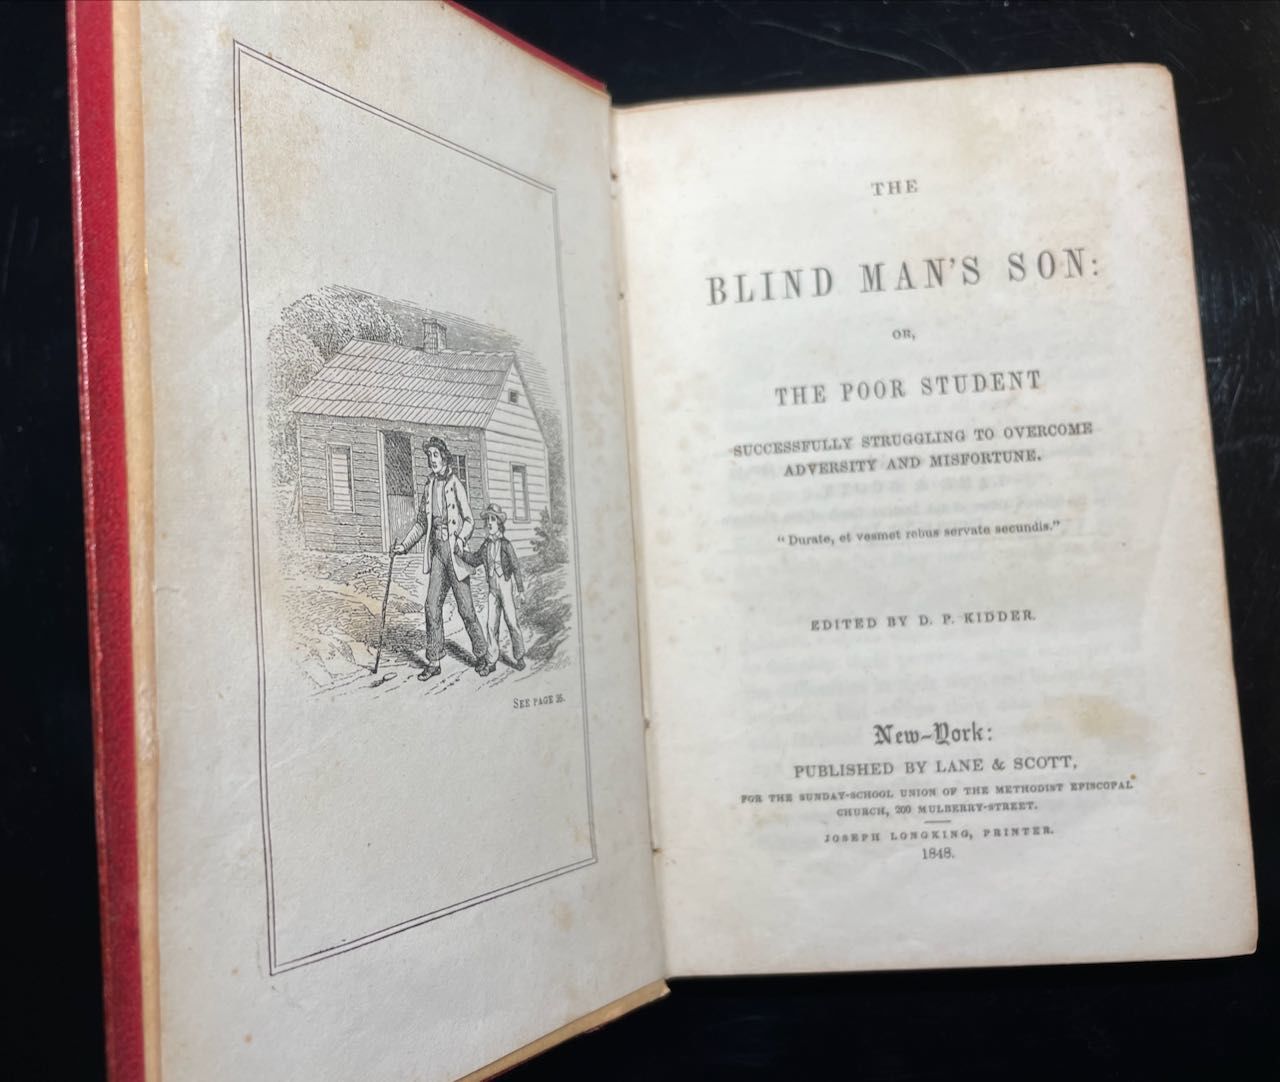 SEE PAGE 35.
THE
BLIND MAN'S SON:
OR,
THE POOR STUDENT
SUCCESSFULLY STRUGGLING TO OVERCOME
ADVERSITY AND MISFORTUNE.
"Durate, et vosmet rebus servate secundis."
EDITED BY D. P. KIDDER.
New-York:
PUBLISHED BY LANE & SCOTT,
FOR THE SUNDAY-SCHOOL UNION OF THE METHODIST EPISCOPAL
CHURCH, 200 MULBERRY-STREET.
JOSEPH LONGKING, PRINTER.
1848.